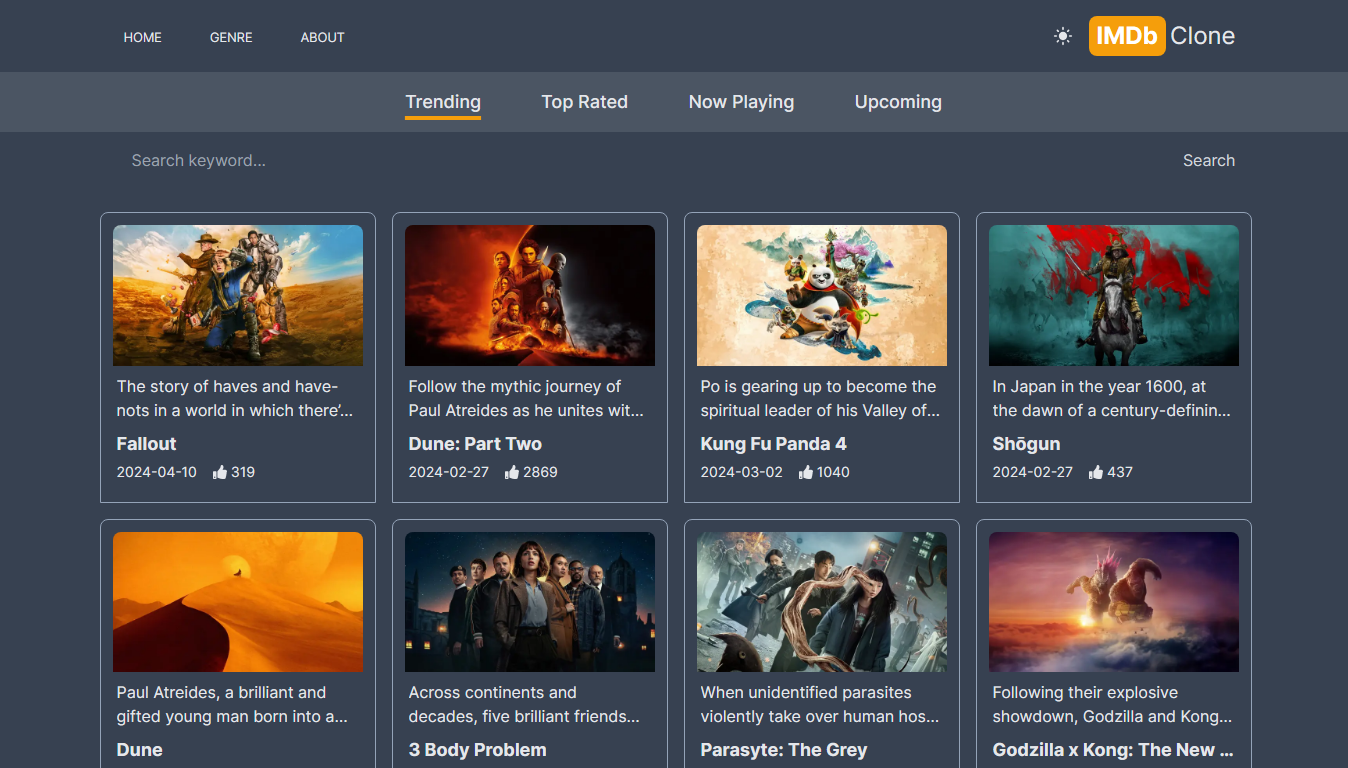 HOME GENRE ABOUT IMDb Clone
Trending Top Rated Now Playing Upcoming
Search keyword... Search
The story of haves and have-
nots in a world in which there'...
Fallout
2024-04-10 319
Follow the mythic journey of
Paul Atreides as he unites wit...
Dune: Part Two
2024-02-27 2869
Po is gearing up to become the
spiritual leader of his Valley of...
Kung Fu Panda 4
2024-03-02 1040
In Japan in the year 1600, at
the dawn of a century-definin...
Shōgun
2024-02-27 437
Paul Atreides, a brilliant and
gifted young man born into a...
Dune
Across continents and
decades, five brilliant friends...
3 Body Problem
When unidentified parasites
violently take over human hos...
Parasyte: The Grey
Following their explosive
showdown, Godzilla and Kong...
Godzilla x Kong: The New ...